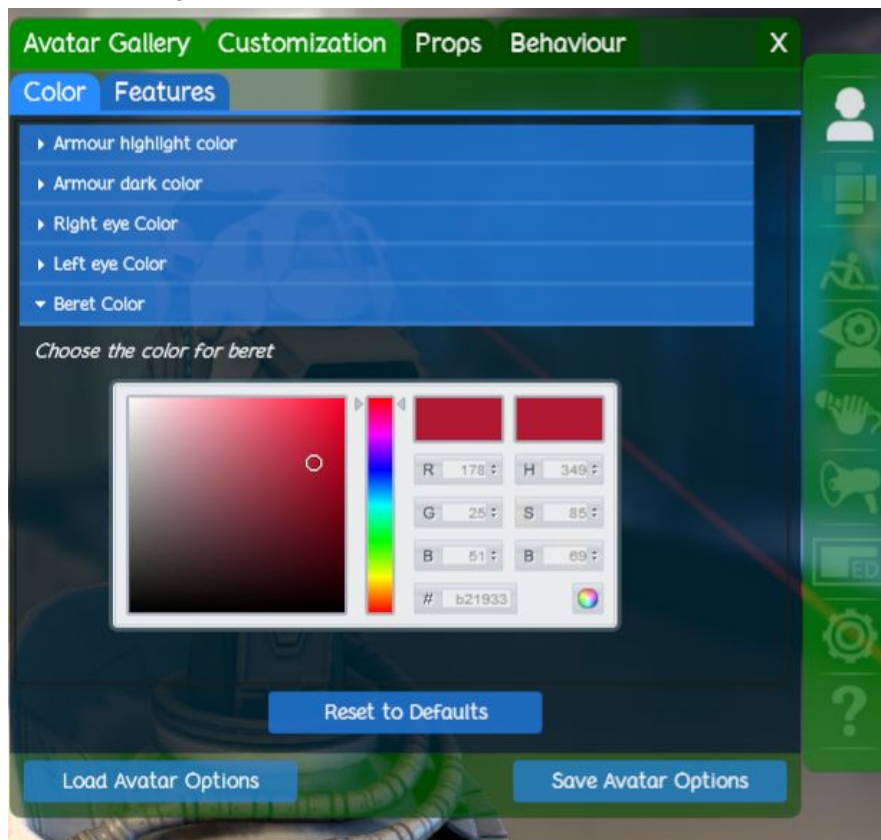 Avatar Gallery Customization Props Behaviour X
Color Features
Armour highlight color
Armour dark color
Right eye Color
Left eye Color
Beret Color
Choose the color for beret
R 178 H 349
G 25 S 85
B 51 B 69
# b21933
ED
?
Reset to Defaults
Load Avatar Options Save Avatar Options